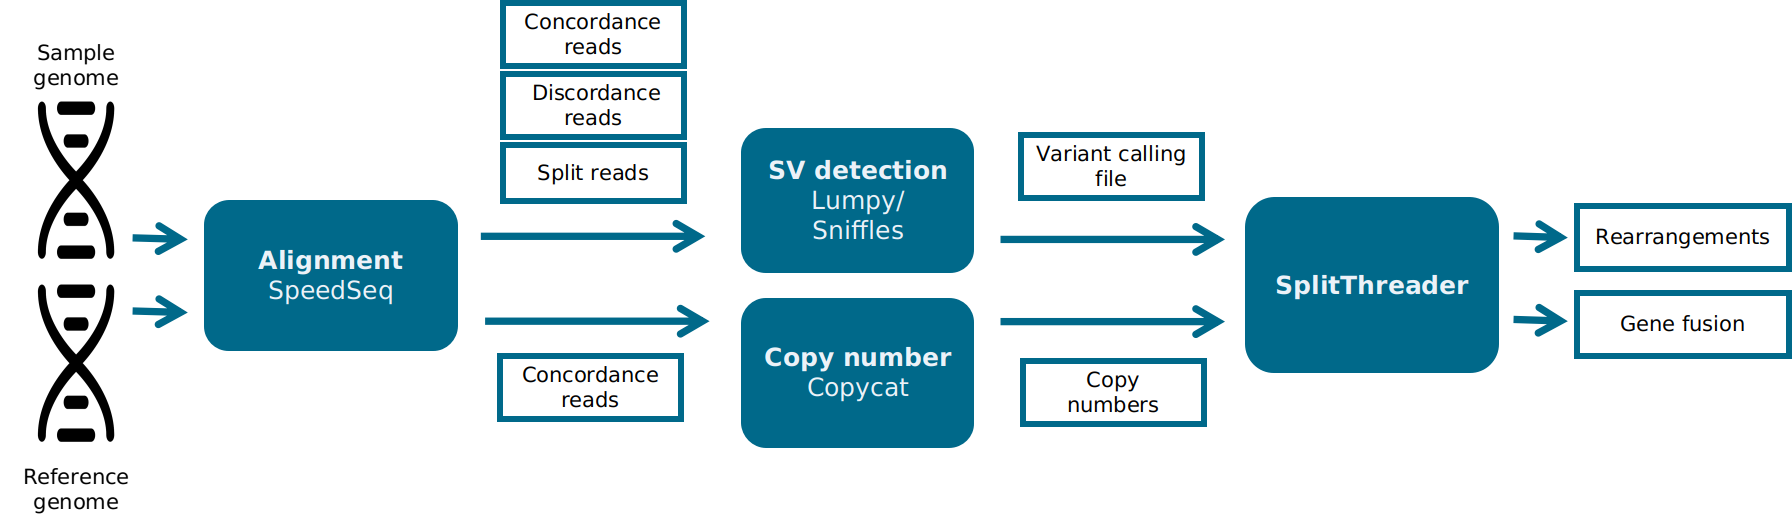 Sample
genome
Reference
genome
Alignment
SpeedSeq
Concordance
reads
Discordance
reads
Split reads
Concordance
reads
SV detection
Lumpy/
Sniffles
Copy number
Copycat
Variant calling
file
Copy
numbers
SplitThreader
Rearrangements
Gene fusion